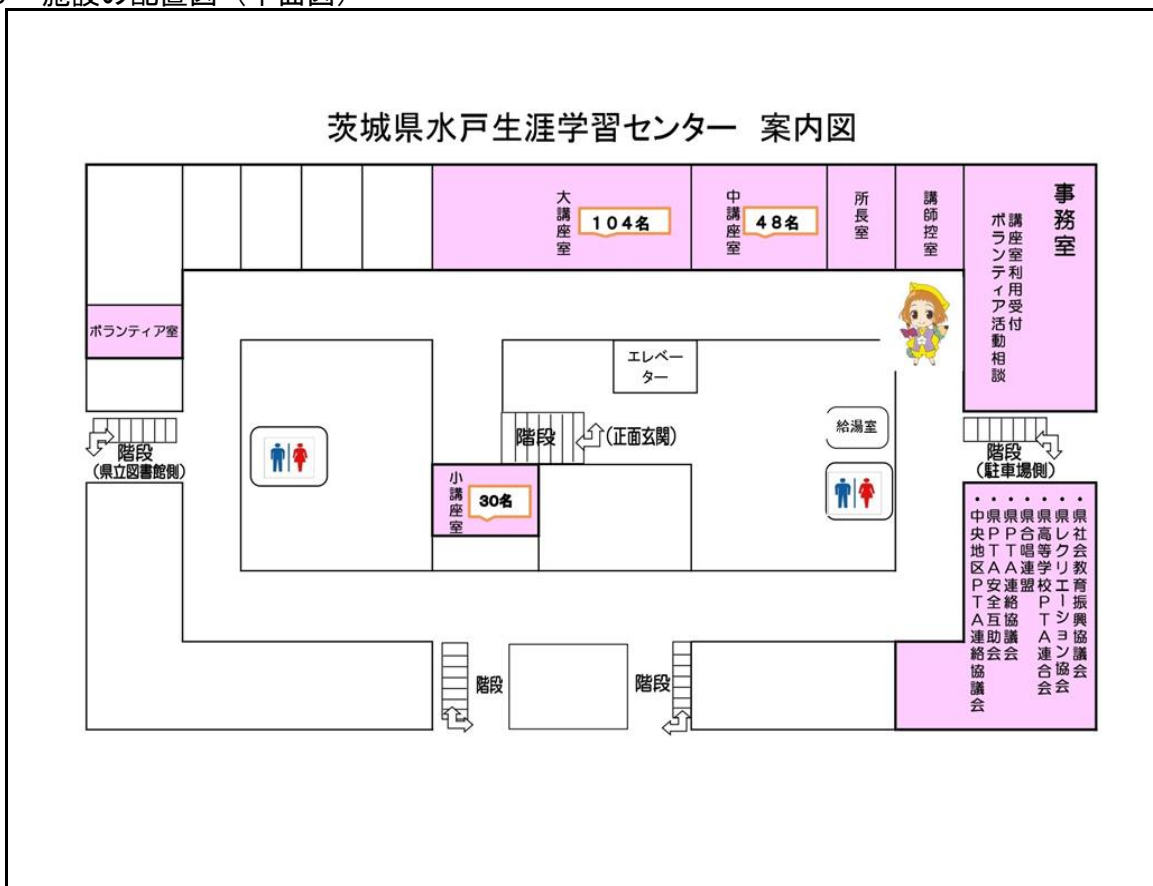 施設の配置図（平面図）
茨城県水戸生涯学習センター 案内図
大講座室
104名
中講座室
48名
所長室
講師控室
事務室
講座室利用受付
ボランティア活動相談
ボランティア室
エレベー
ター
階段
(正面玄関)
給湯室
階段
(県立図書館側)
階段
(駐車場側)
小講座室
30名
・県社会教育振興協議会
・県レクリエーション協会
・県高等学校PTA連合会
・県合唱連盟
・県PTA連絡協議会
・県PTA安全互助会
・中央地区PTA連絡協議会
階段
階段